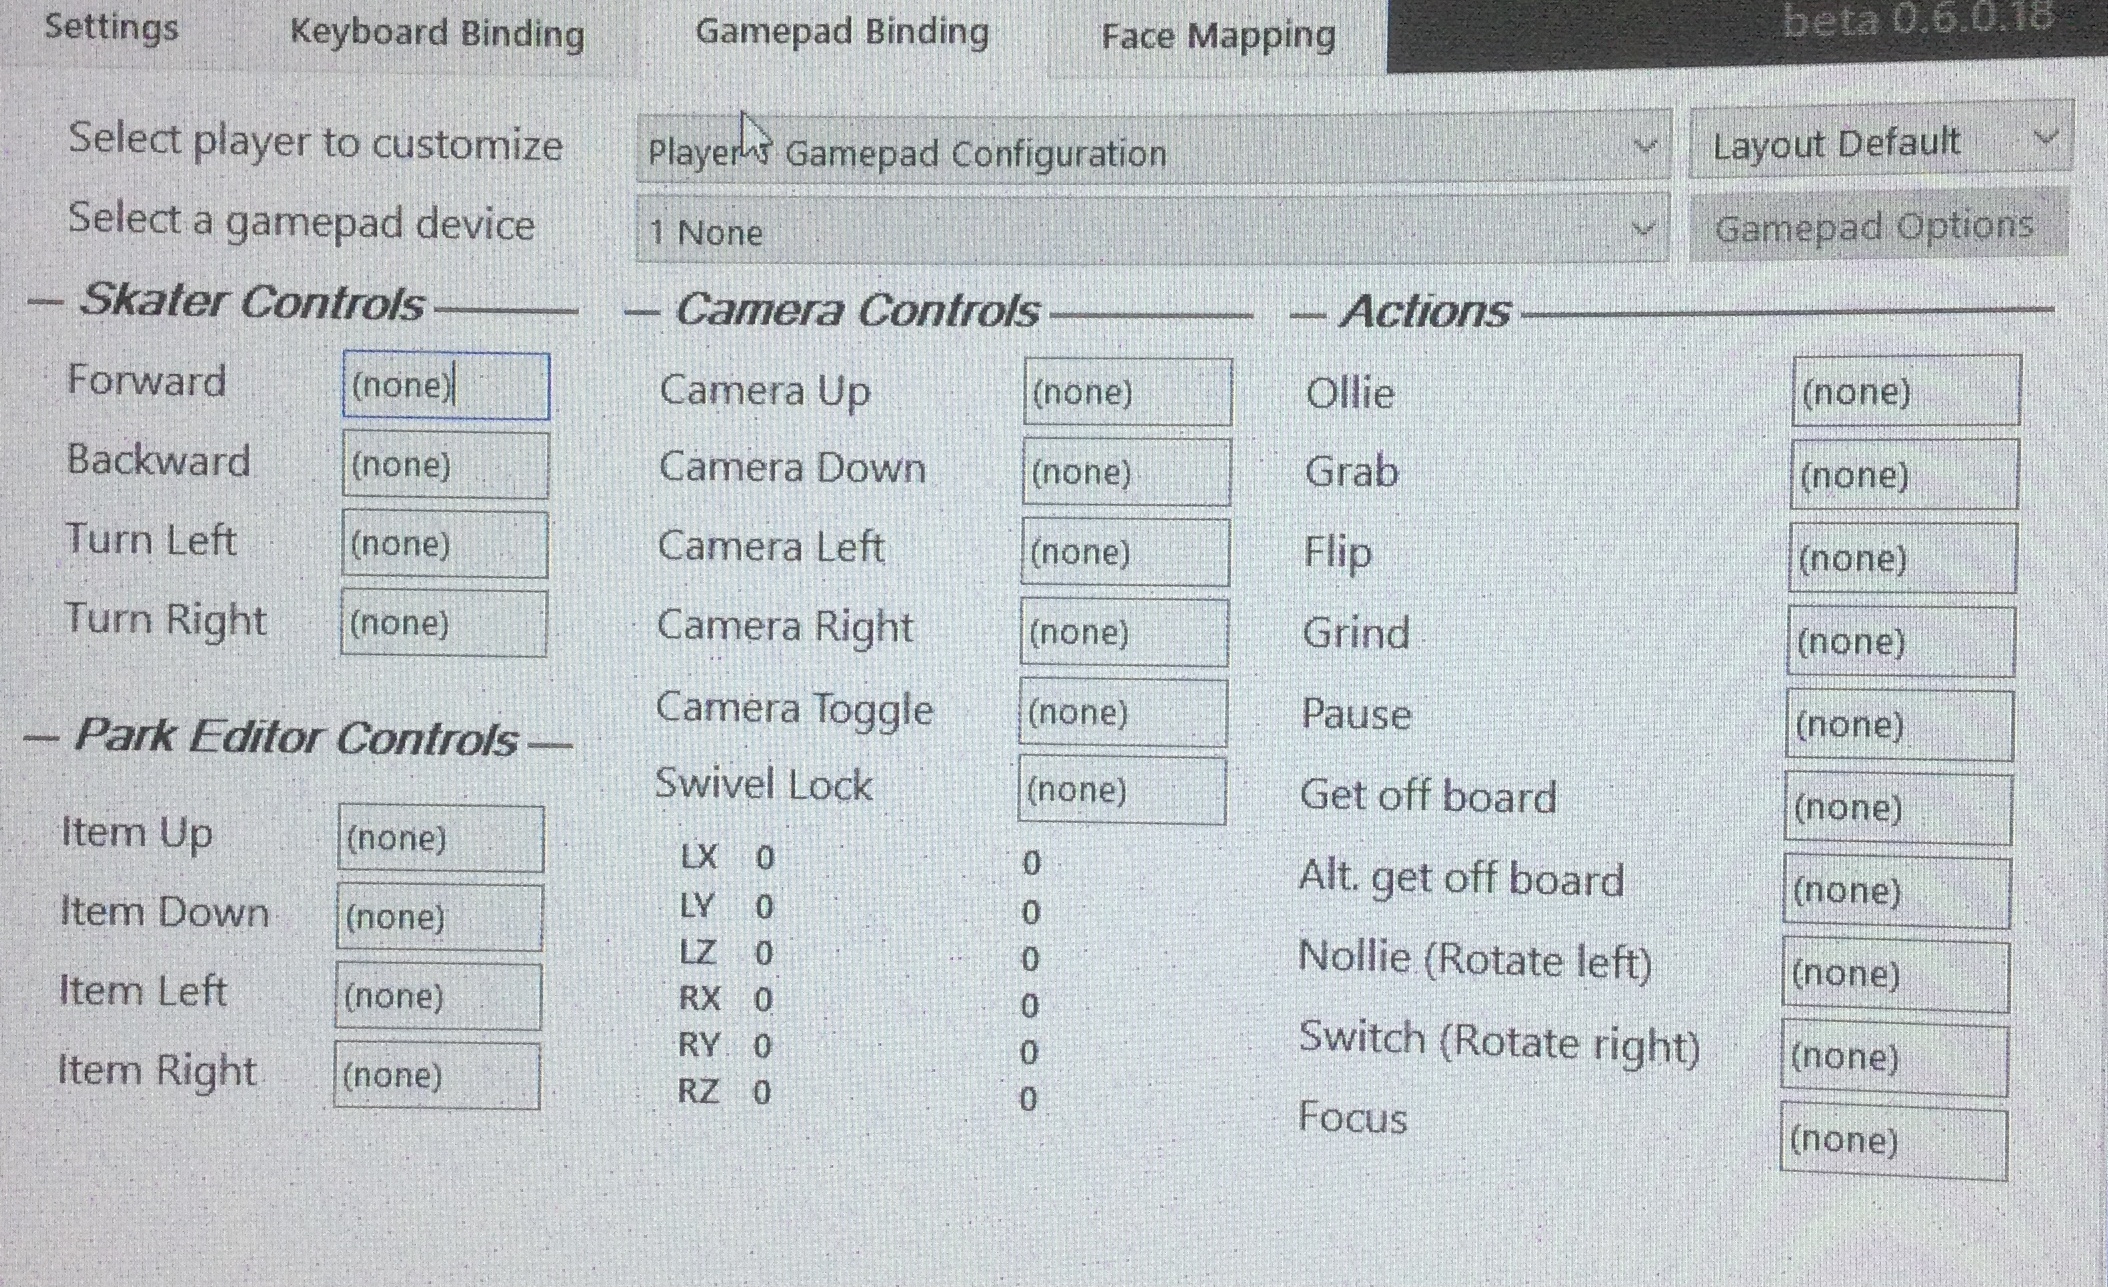 Settings
Keyboard Binding
Gamepad Binding
Face Mapping
beta 0.6.0.18
Select player to customize
Player Gamepad Configuration
Layout Default
Select a gamepad device
1 None
Gamepad Options
Skater Controls
Forward (none)
Backward (none)
Turn Left (none)
Turn Right (none)
Park Editor Controls
Item Up (none)
Item Down (none)
Item Left (none)
Item Right (none)
Camera Controls
Camera Up (none)
Camera Down (none)
Camera Left (none)
Camera Right (none)
Camera Toggle (none)
Swivel Lock (none)
LX 0 0
LY 0 0
LZ 0 0
RX 0 0
RY 0 0
RZ 0 0
Actions
Ollie (none)
Grab (none)
Flip (none)
Grind (none)
Pause (none)
Get off board (none)
Alt. get off board (none)
Nollie (Rotate left) (none)
Switch (Rotate right) (none)
Focus (none)